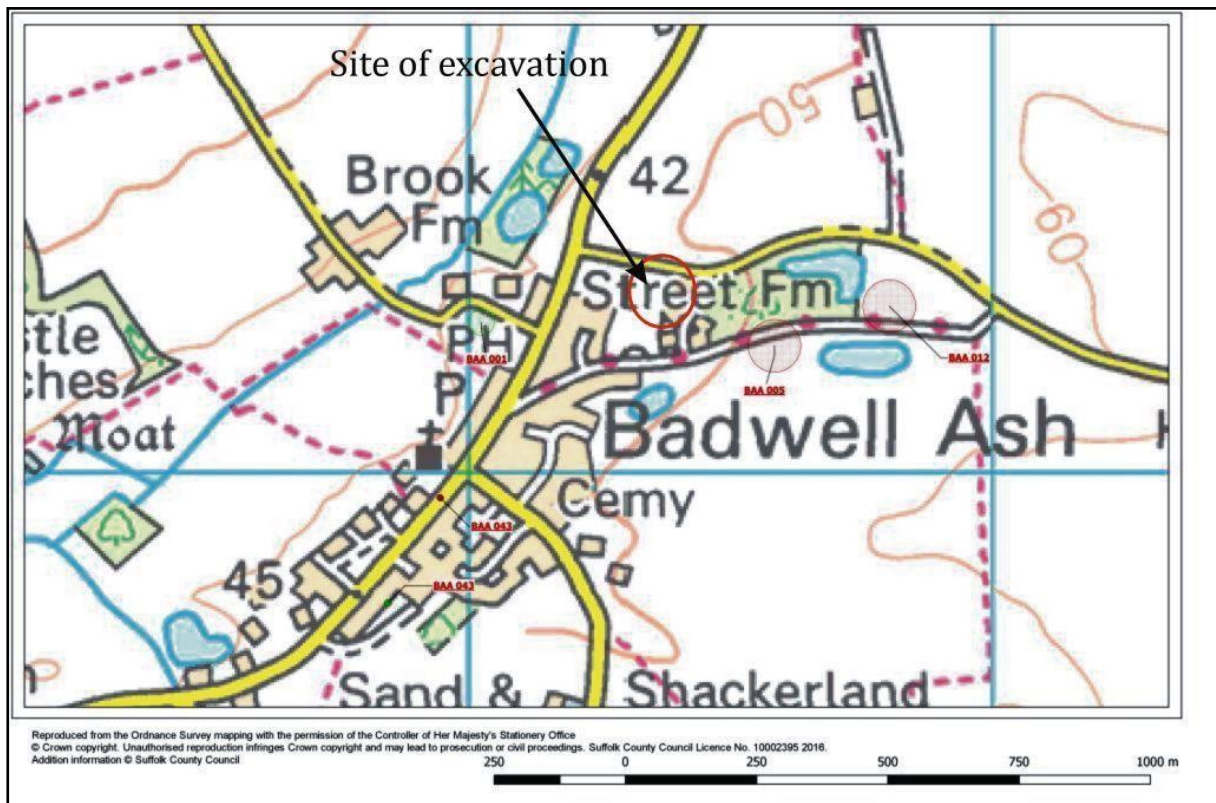 Site of excavation
50
Brook
Fm
42
60
Street Fm
PH
BAA 001
BAA 012
BAA 005
stle
ches
P
Moat
Badwell Ash
H
Cemy
BAA 043
45
BAA 043
Sand &
Shackerland
Reproduced from the Ordnance Survey mapping with the permission of the Controller of Her Majesty's Stationery Office
© Crown copyright. Unauthorised reproduction infringes Crown copyright and may lead to prosecution or civil proceedings. Suffolk County Council Licence No. 10002395 2016.
Addition information © Suffolk County Council
250 0 250 500 750 1000 m